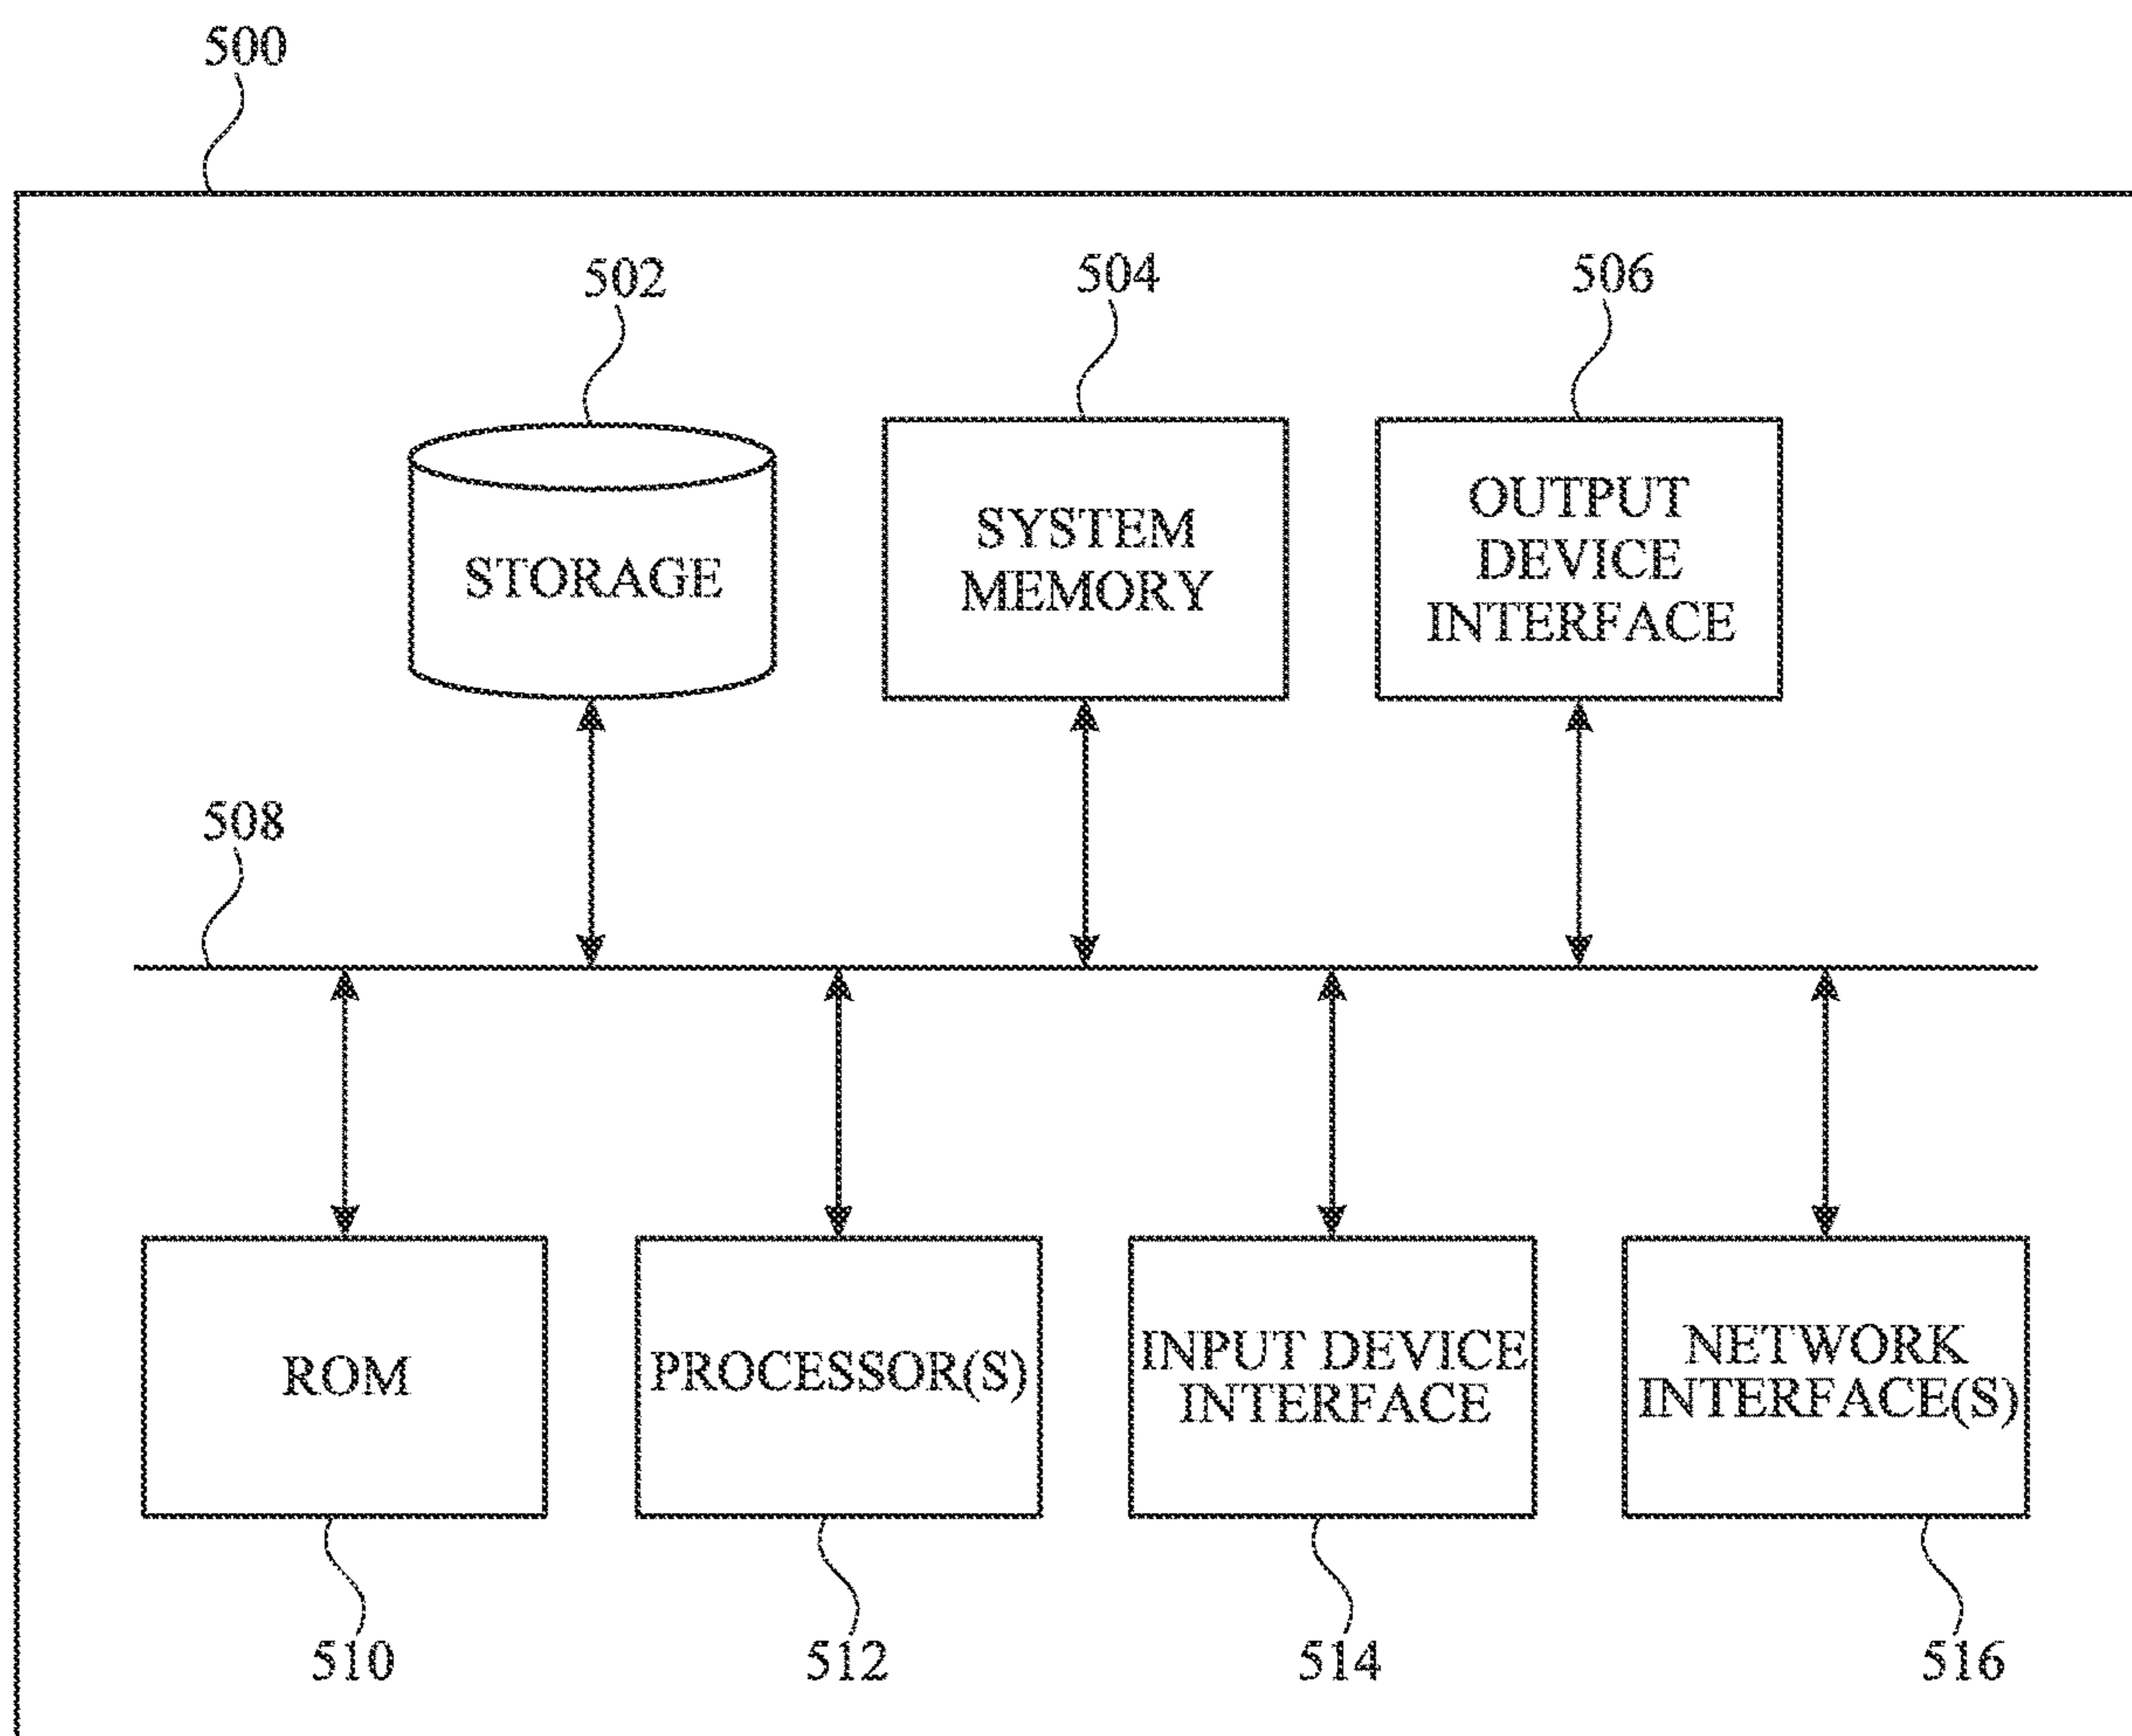 500
502
504
506
STORAGE
SYSTEM
MEMORY
OUTPUT
DEVICE
INTERFACE
508
ROM
PROCESSOR(S)
INPUT DEVICE
INTERFACE
NETWORK
INTERFACE(S)
510
512
514
516